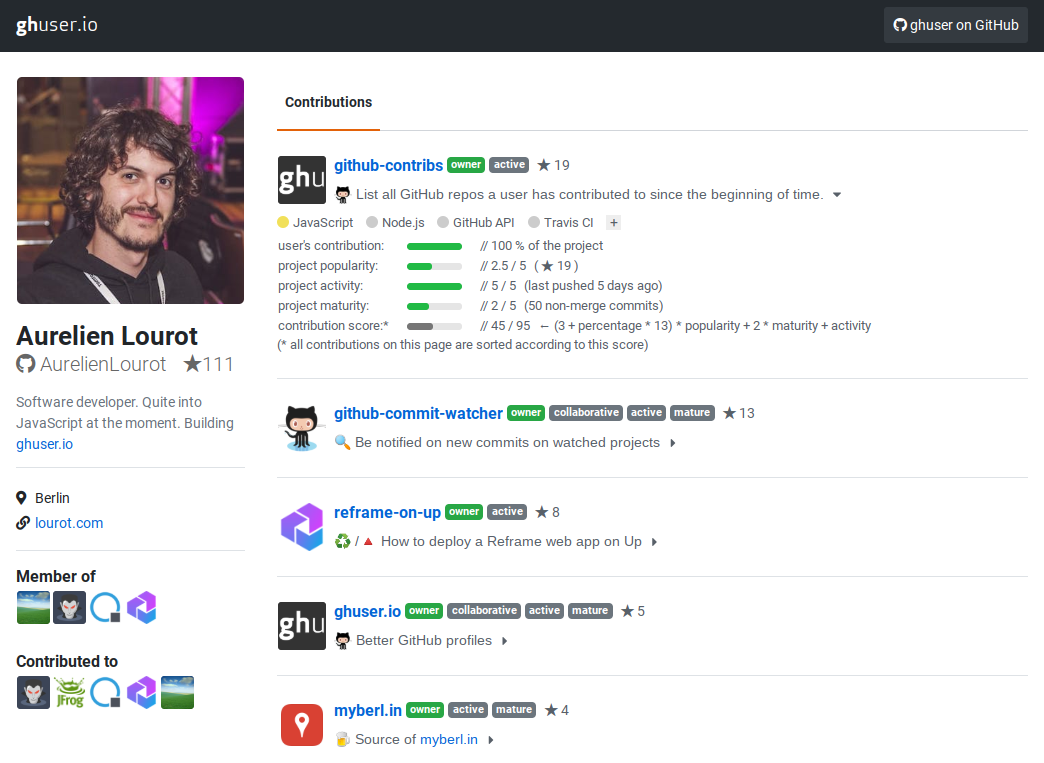 ghuser.io
ghuser on GitHub
Aurelien Lourot
AurelienLourot ★111
Software developer. Quite into
JavaScript at the moment. Building
ghuser.io
Berlin
lourot.com
Member of
Contributed to
JFrog
Contributions
ghu
github-contribs owner active ★ 19
List all GitHub repos a user has contributed to since the beginning of time.
JavaScript Node.js GitHub API Travis CI +
user's contribution: // 100 % of the project
project popularity: // 2.5 / 5 ( ★ 19 )
project activity: // 5 / 5 (last pushed 5 days ago)
project maturity: // 2 / 5 (50 non-merge commits)
contribution score:* // 45 / 95 ← (3 + percentage * 13) * popularity + 2 * maturity + activity
(* all contributions on this page are sorted according to this score)
github-commit-watcher owner collaborative active mature ★ 13
🔍 Be notified on new commits on watched projects
reframe-on-up owner active ★ 8
♻️ / 🔺 How to deploy a Reframe web app on Up
ghu
ghuser.io owner collaborative active mature ★ 5
Better GitHub profiles
myberl.in owner active mature ★ 4
🍺 Source of myberl.in